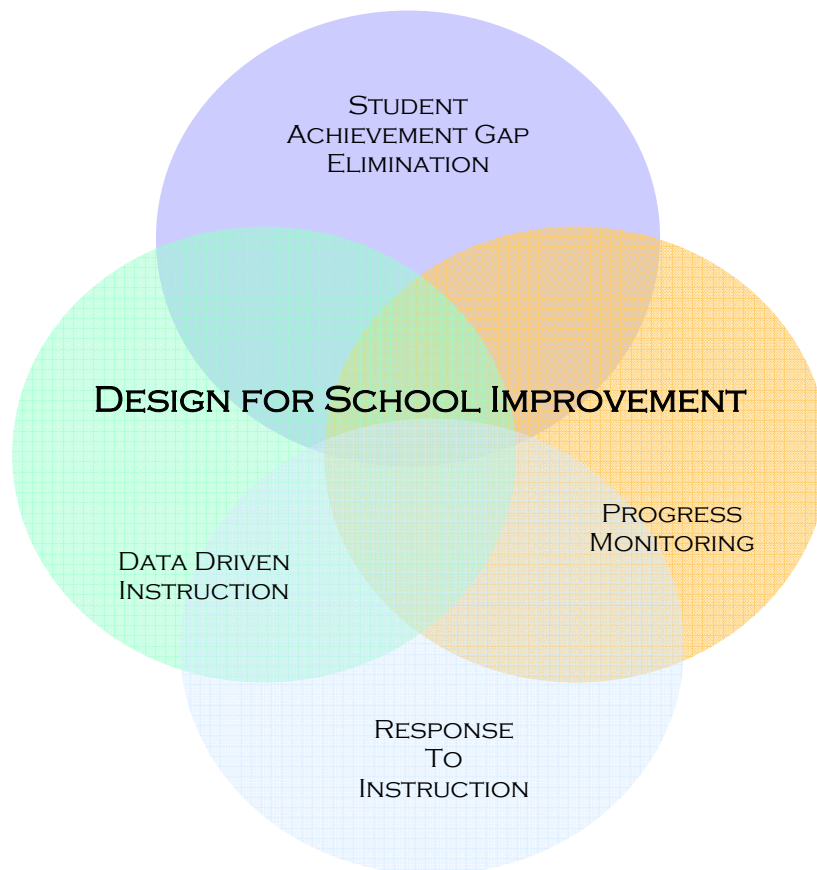 STUDENT
ACHIEVEMENT GAP
ELIMINATION
DESIGN FOR SCHOOL IMPROVEMENT
PROGRESS
MONITORING
DATA DRIVEN
INSTRUCTION
RESPONSE
TO
INSTRUCTION